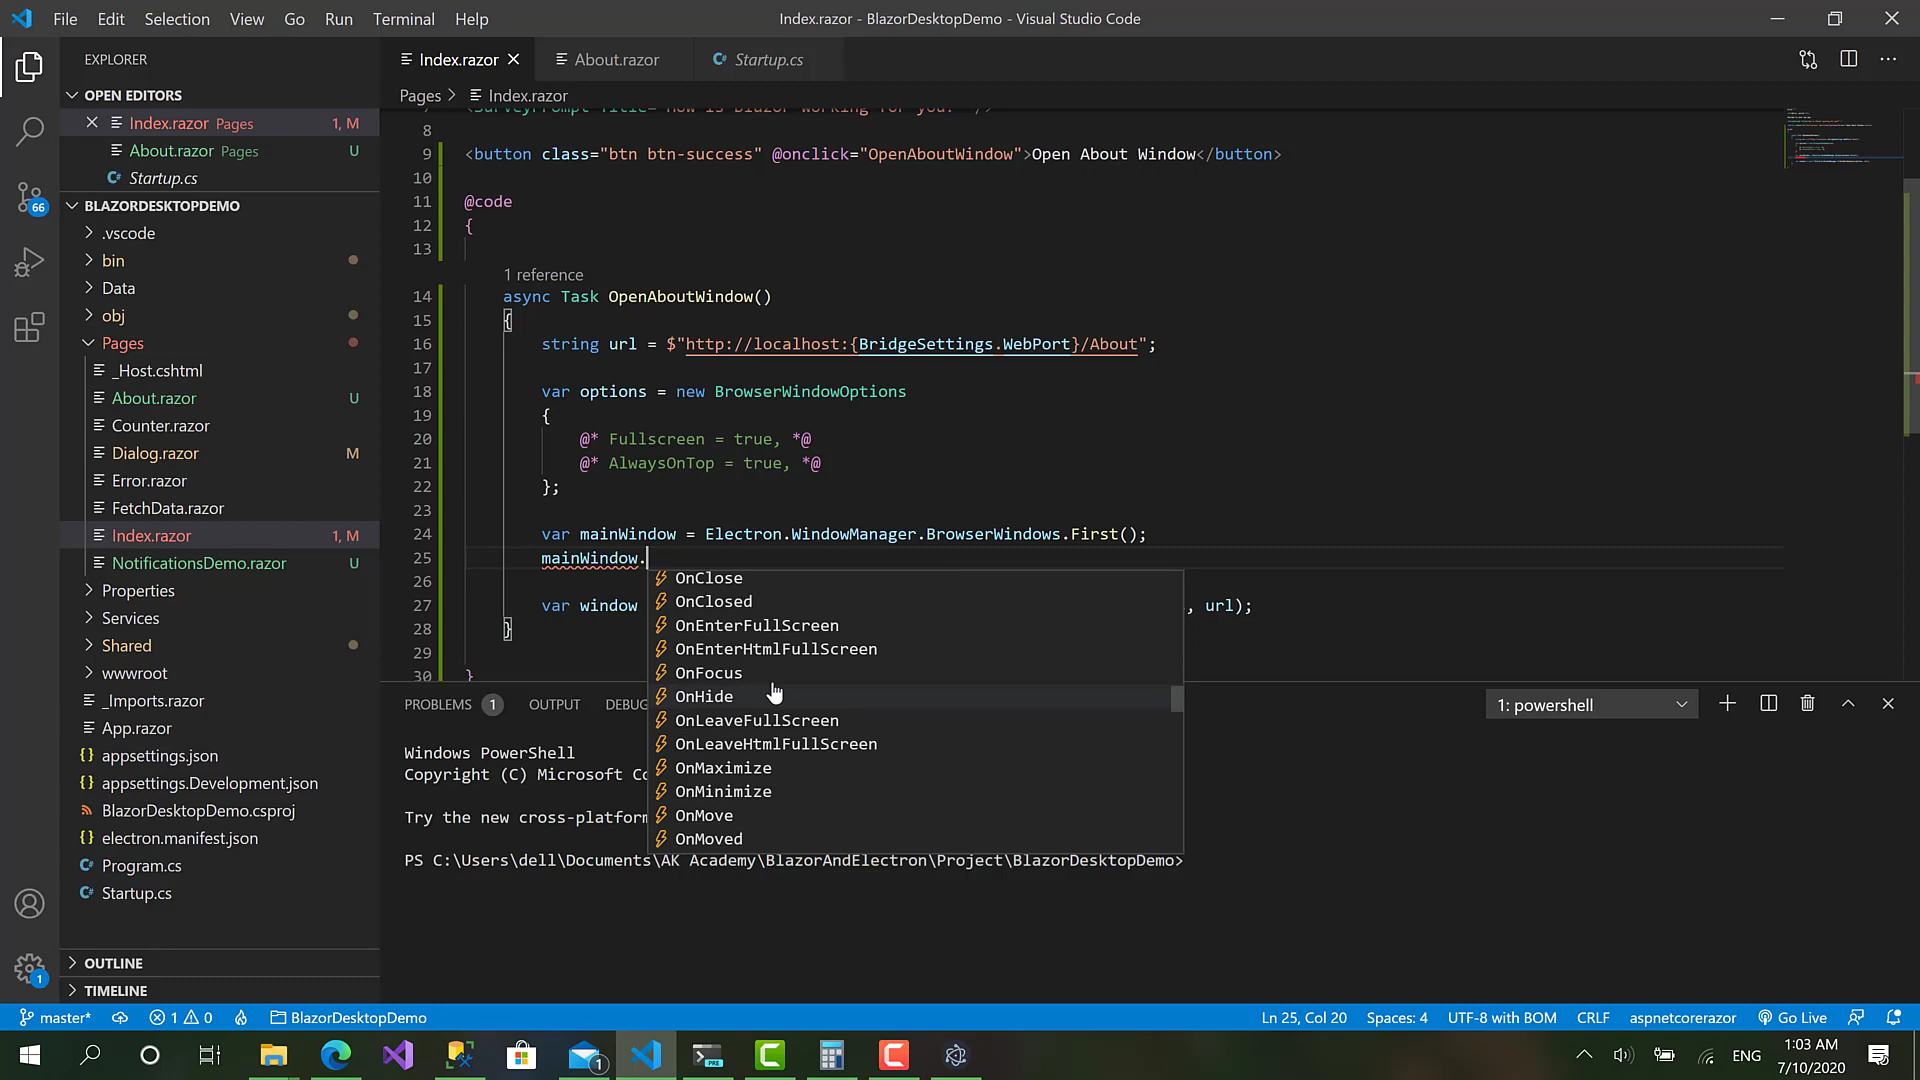 File Edit Selection View Go Run Terminal Help
Index.razor - BlazorDesktopDemo - Visual Studio Code
EXPLORER
OPEN EDITORS
Index.razor Pages 1, M
About.razor Pages U
Startup.cs
BLAZORDESKTOPDEMO
.vscode
bin
Data
obj
Pages
_Host.cshtml
About.razor U
Counter.razor
Dialog.razor M
Error.razor
FetchData.razor
Index.razor 1, M
NotificationsDemo.razor U
Properties
Services
Shared
wwwroot
_Imports.razor
App.razor
appsettings.json
appsettings.Development.json
BlazorDesktopDemo.csproj
electron.manifest.json
Program.cs
Startup.cs
OUTLINE
TIMELINE
66
1
Index.razor About.razor Startup.cs
Pages > Index.razor
8
9 <button class="btn btn-success" @onclick="OpenAboutWindow">Open About Window</button>
10
11 @code
12 {
13
1 reference
14 async Task OpenAboutWindow()
15 {
16 string url = $"http://localhost:{BridgeSettings.WebPort}/About";
17
18 var options = new BrowserWindowOptions
19 {
20 @* Fullscreen = true, *@
21 @* AlwaysOnTop = true, *@
22 };
23
24 var mainWindow = Electron.WindowManager.BrowserWindows.First();
25 mainWindow.
26
27 var window , url);
28 }
29
30 }
OnClose
OnClosed
OnEnterFullScreen
OnEnterHtmlFullScreen
OnFocus
OnHide
OnLeaveFullScreen
OnLeaveHtmlFullScreen
OnMaximize
OnMinimize
OnMove
OnMoved
PROBLEMS 1 OUTPUT DEBUG 1: powershell
Windows PowerShell
Copyright (C) Microsoft Co
Try the new cross-platform
PS C:\Users\dell\Documents\AK Academy\BlazorAndElectron\Project\BlazorDesktopDemo>
master* 1 0 BlazorDesktopDemo Ln 25, Col 20 Spaces: 4 UTF-8 with BOM CRLF aspnetcorerazor Go Live
1
PRE
ENG
1:03 AM
7/10/2020